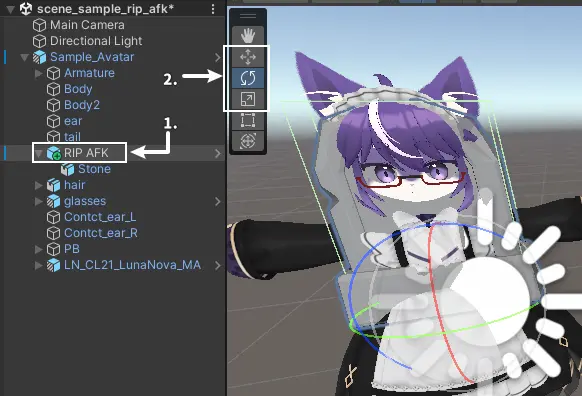 scene_sample_rip_afk*
Main Camera
Directional Light
Sample_Avatar
Armature
Body
Body2
ear
tail
RIP AFK
Stone
hair
glasses
Contct_ear_L
Contct_ear_R
PB
LN_CL21_LunaNova_MA
1.
2.